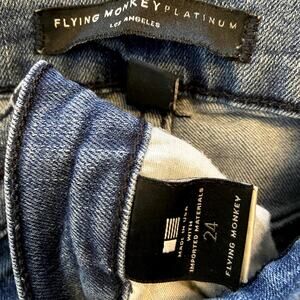 FLYING MONKEY PLATINUM
LOS ANGELES
MADE IN USA
WITH
IMPORTED MATERIALS
24
FLYING MONKEY